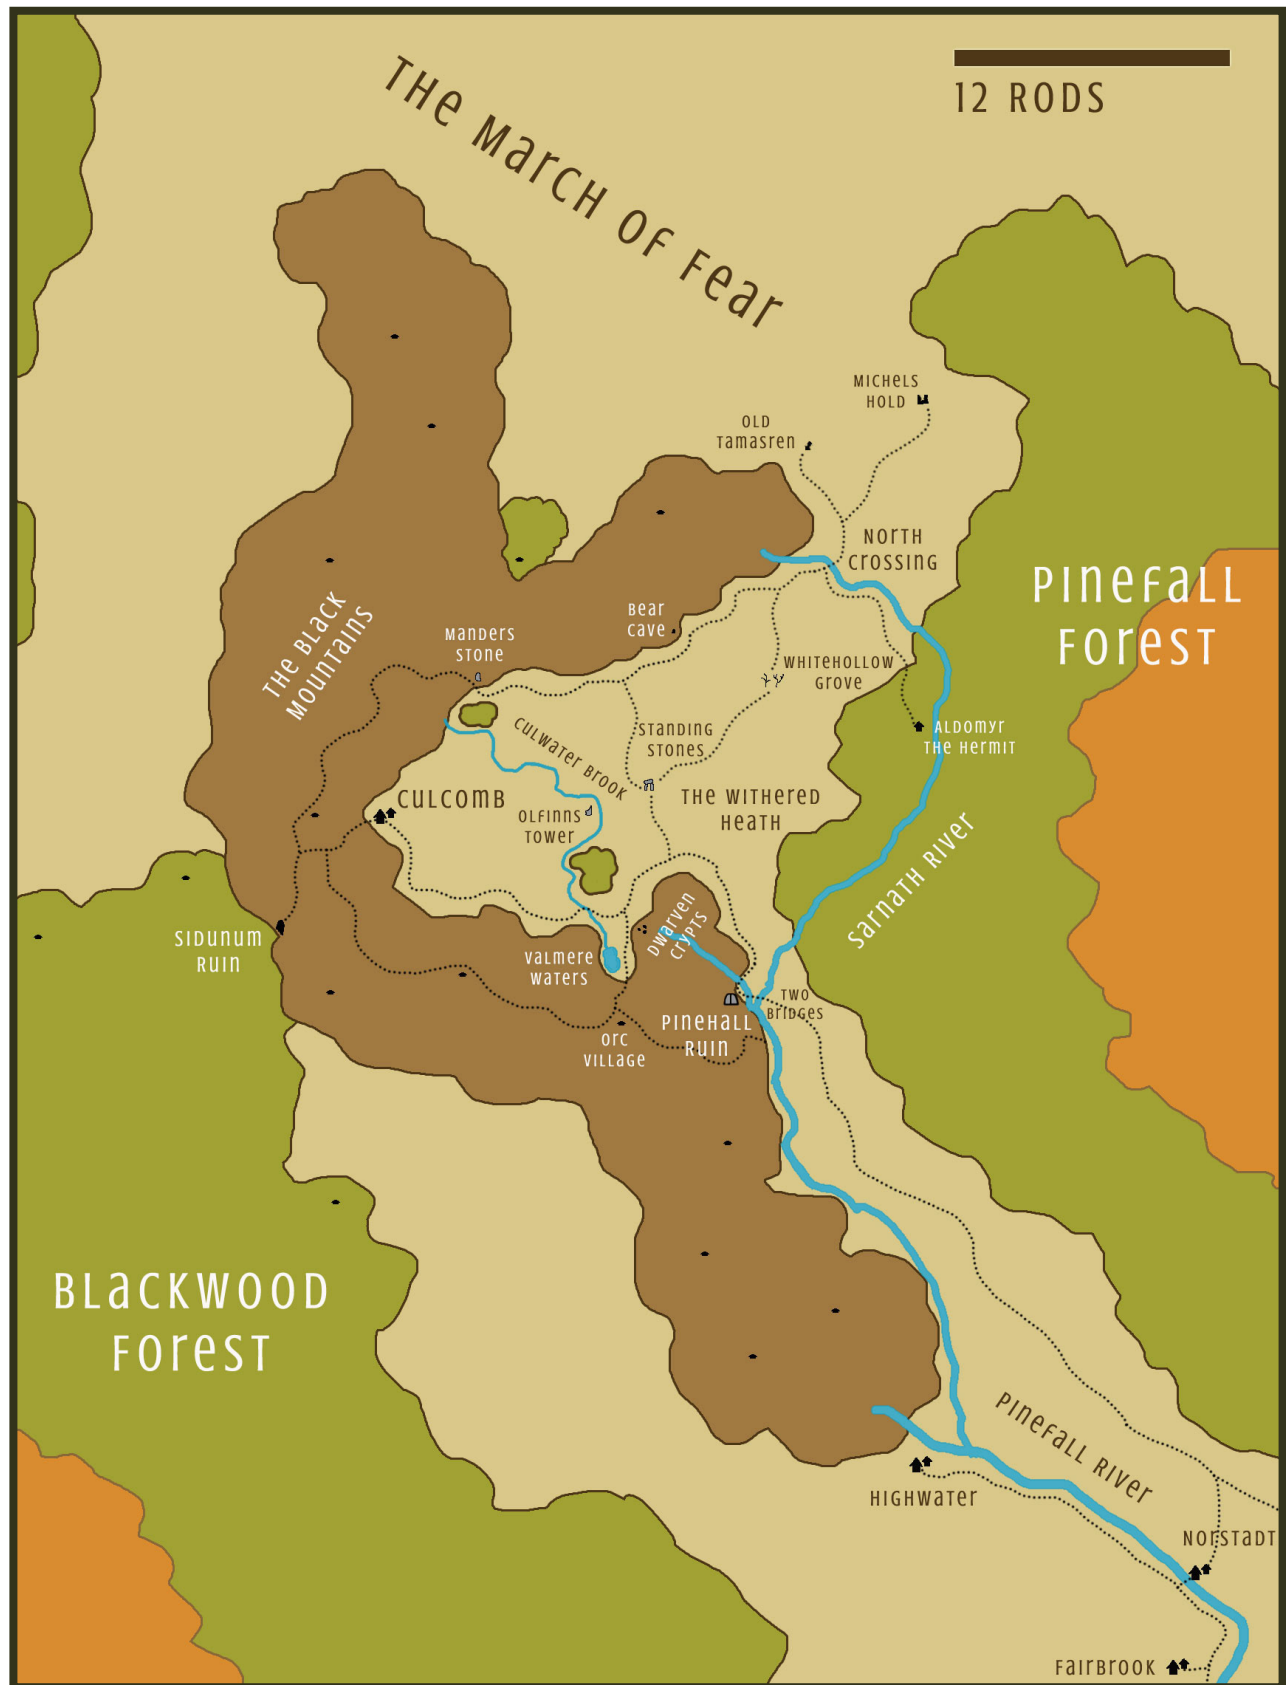 THe MarCH OF Fear
12 RODS
MICHeLS
HOLD
OLD
TamaSren
NOrTH
CrOSSING
PINeFaLL
FOreST
Bear
Cave
MaNDerS
STONe
THe BLaCK
MOUNTaINS
WHITeHOLLOW
Grove
STaNDING
STONeS
CULWaTer BrOOK
aLDOmyr
THe HermIT
CULCOmB
THe WITHereD
HeaTH
OLFINNS
TOWer
SarNaTH rIver
DWarveN
CryPTS
SIDUNUm
rUIN
vaLmere
WaTerS
TWO
BrIDGeS
PINeHaLL
rUIN
OrC
vILLaGe
BLaCKWOOD
FOreST
PINeFaLL rIver
HIGHWaTer
NOrSTaDT
FaIrBrOOK